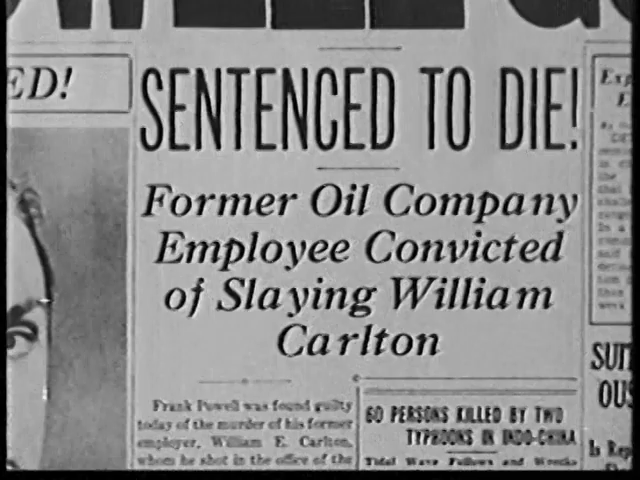 ED!
SENTENCED TO DIE!
Former Oil Company
Employee Convicted
of Slaying William
Carlton
Frank Powell was found guilty
today of the murder of his former
employer, William E. Carlton,
whom he shot in the office of the
60 PERSONS KILLED BY TWO
TYPHOONS IN INDO-CHINA
Tidal Wave Follows and Wrecks
SUI
OUS